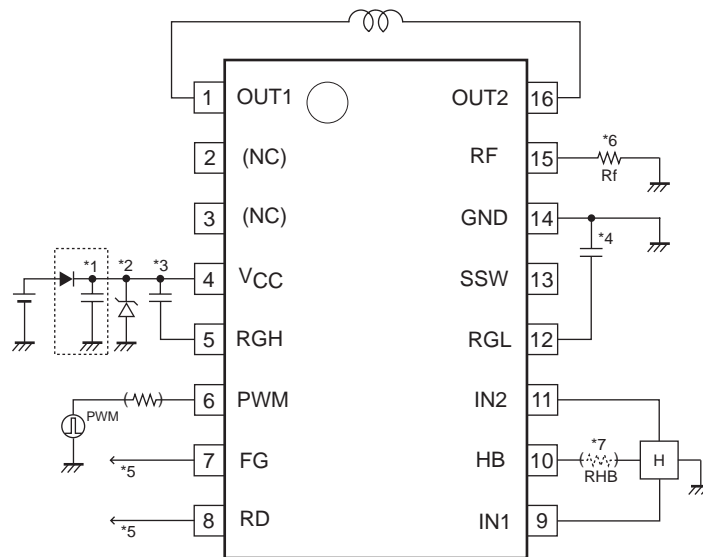 1 OUT1 OUT2 16
2 (NC) RF 15 *6 Rf
3 (NC) GND 14
*1 *2 *3 4 VCC SSW 13 *4
5 RGH RGL 12
PWM 6 PWM IN2 11
*5 7 FG HB 10 *7 RHB H
*5 8 RD IN1 9